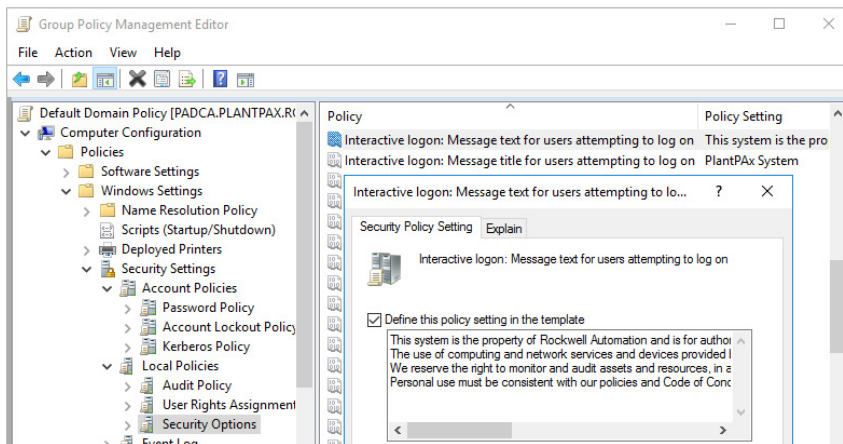 Group Policy Management Editor
File Action View Help
Default Domain Policy [PADCA.PLANTPAX.R
Computer Configuration
Policies
Software Settings
Windows Settings
Name Resolution Policy
Scripts (Startup/Shutdown)
Deployed Printers
Security Settings
Account Policies
Password Policy
Account Lockout Policy
Kerberos Policy
Local Policies
Audit Policy
User Rights Assignment
Security Options
Event Log
Policy Policy Setting
Interactive logon: Message text for users attempting to log on This system is the pro
Interactive logon: Message title for users attempting to log on PlantPAx System
Interactive logon: Message text for users attempting to lo... ?
Security Policy Setting Explain
Interactive logon: Message text for users attempting to log on
Define this policy setting in the template
This system is the property of Rockwell Automation and is for author
The use of computing and network services and devices provided
We reserve the right to monitor and audit assets and resources, in a
Personal use must be consistent with our policies and Code of Conc